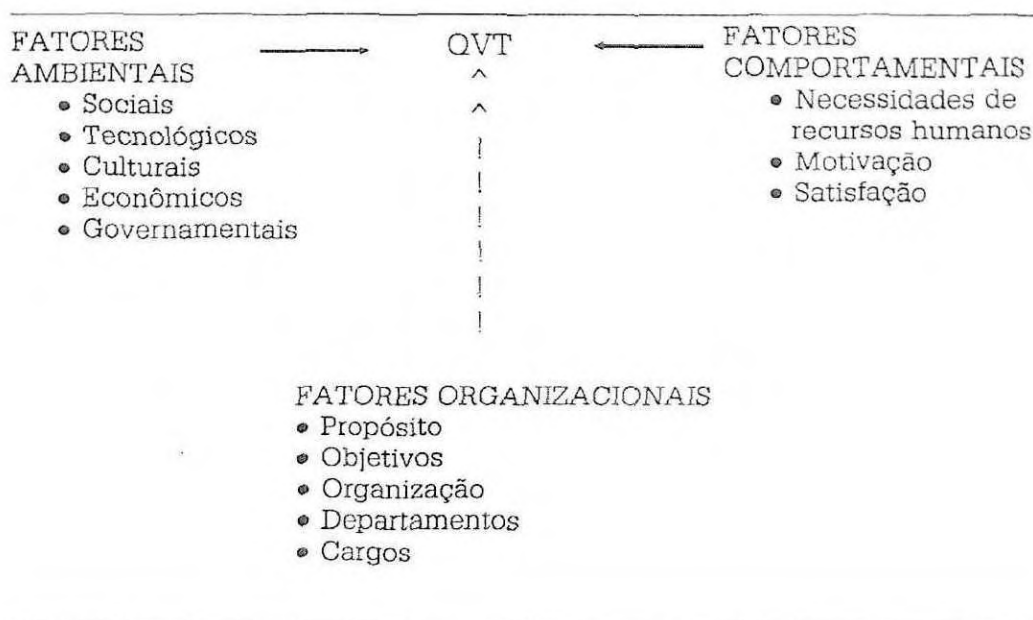 FATORES
AMBIENTAIS
• Sociais
• Tecnológicos
• Culturais
• Econômicos
• Governamentais
QVT
FATORES
COMPORTAMENTAIS
• Necessidades de
recursos humanos
• Motivação
• Satisfação
FATORES ORGANIZACIONAIS
• Propósito
• Objetivos
• Organização
• Departamentos
• Cargos